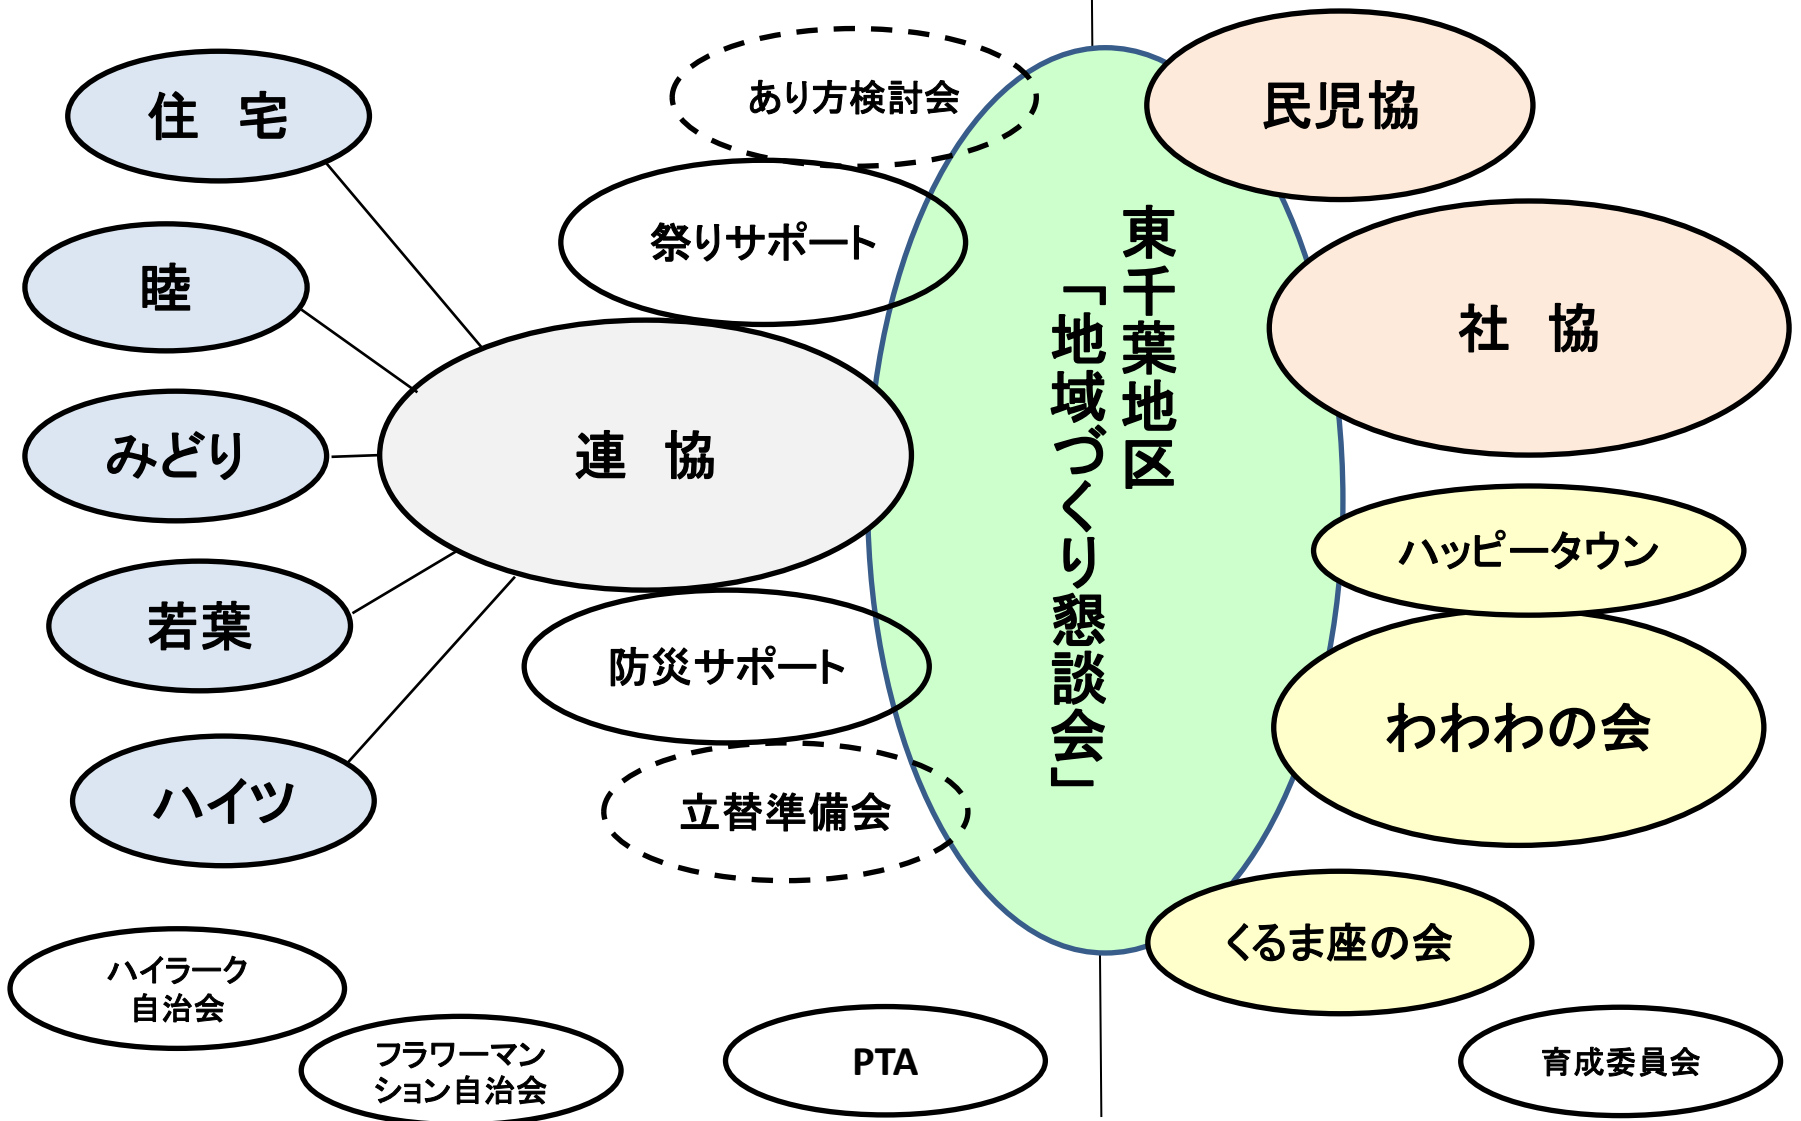 住　宅
睦
みどり
若葉
ハイツ
ハイラーク
自治会
フラワーマン
ション自治会
あり方検討会
祭りサポート
連　協
防災サポート
立替準備会
PTA
東千葉地区
「地域づくり懇談会」
民児協
社　協
ハッピータウン
わわわの会
くるま座の会
育成委員会